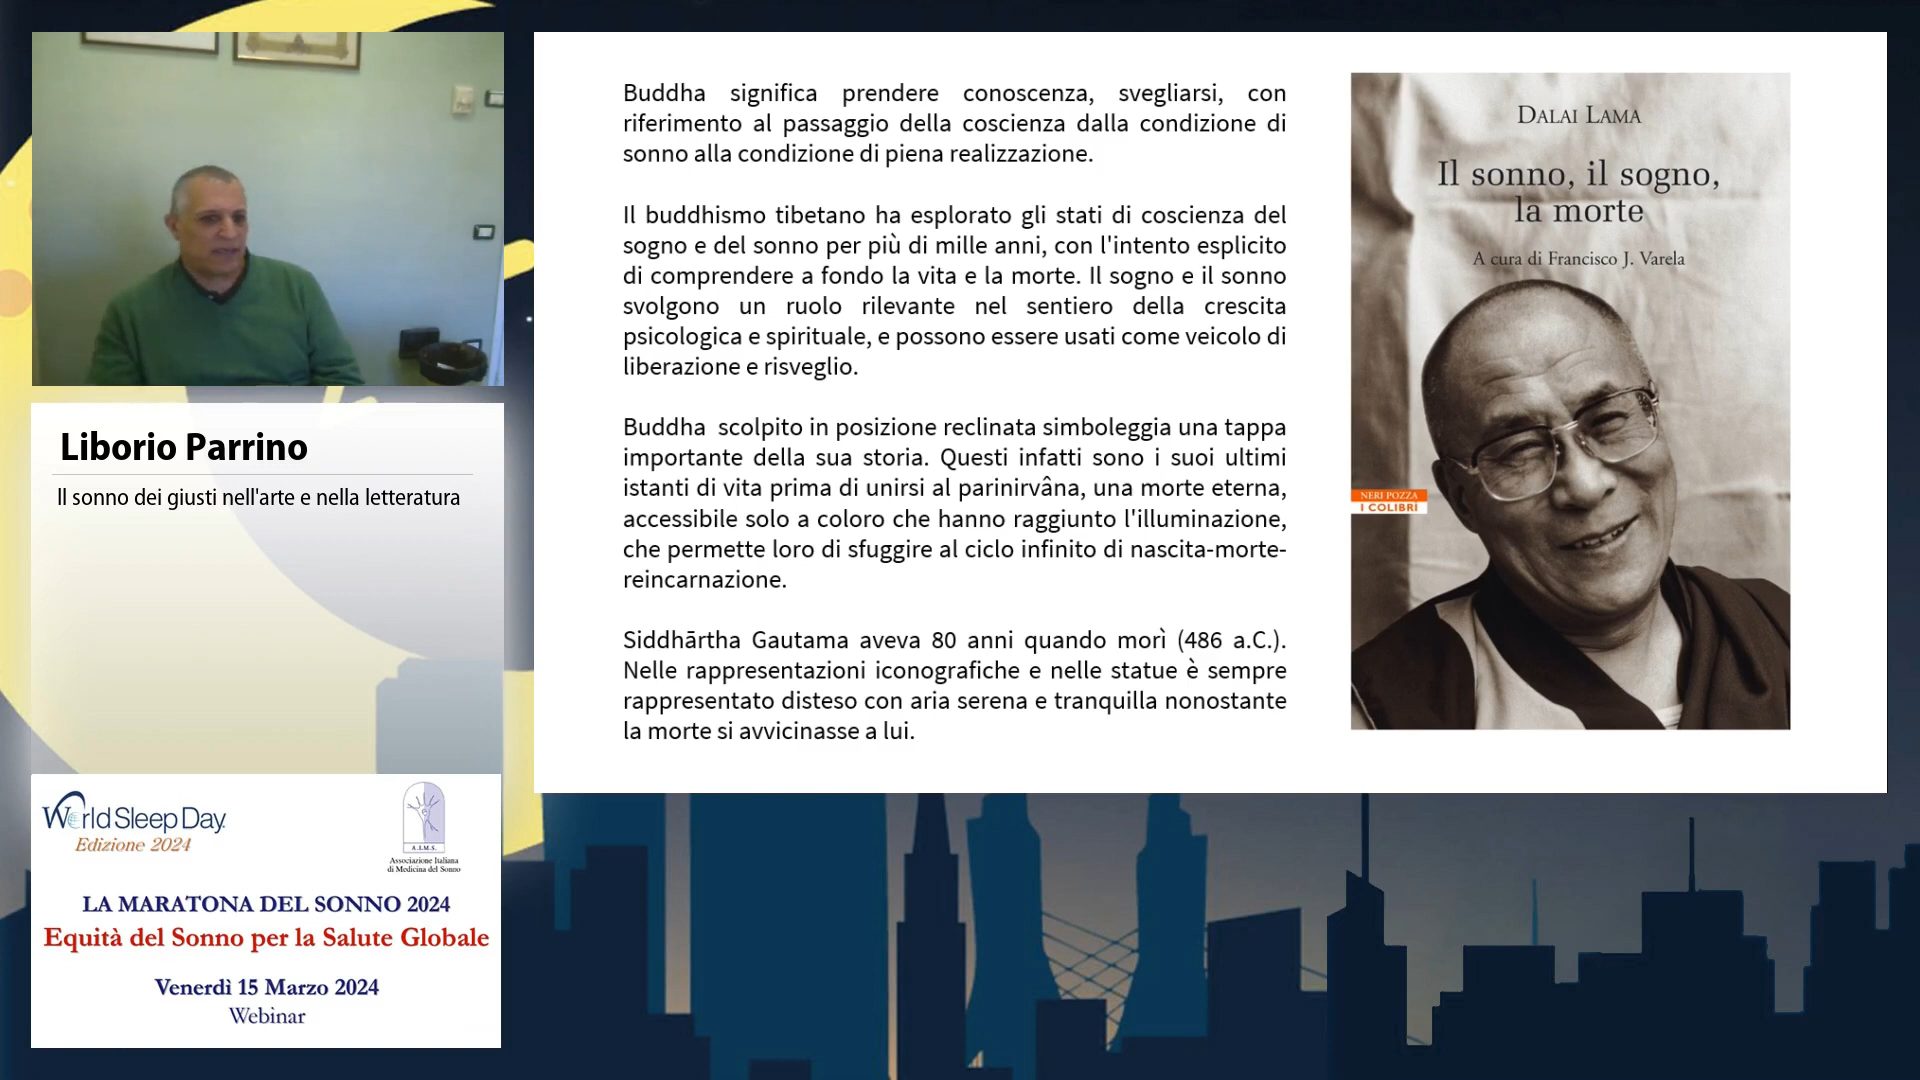 Liborio Parrino
Il sonno dei giusti nell'arte e nella letteratura
World Sleep Day
Edizione 2024
A.I.M.S.
Associazione Italiana
di Medicina del Sonno
LA MARATONA DEL SONNO 2024
Equità del Sonno per la Salute Globale
Venerdì 15 Marzo 2024
Webinar
Buddha significa prendere conoscenza, svegliarsi, con
riferimento al passaggio della coscienza dalla condizione di
sonno alla condizione di piena realizzazione.
Il buddhismo tibetano ha esplorato gli stati di coscienza del
sogno e del sonno per più di mille anni, con l'intento esplicito
di comprendere a fondo la vita e la morte. Il sogno e il sonno
svolgono un ruolo rilevante nel sentiero della crescita
psicologica e spirituale, e possono essere usati come veicolo di
liberazione e risveglio.
Buddha scolpito in posizione reclinata simboleggia una tappa
importante della sua storia. Questi infatti sono i suoi ultimi
istanti di vita prima di unirsi al parinirvâna, una morte eterna,
accessibile solo a coloro che hanno raggiunto l'illuminazione,
che permette loro di sfuggire al ciclo infinito di nascita-morte-
reincarnazione.
Siddhārtha Gautama aveva 80 anni quando morì (486 a.C.).
Nelle rappresentazioni iconografiche e nelle statue è sempre
rappresentato disteso con aria serena e tranquilla nonostante
la morte si avvicinasse a lui.
DALAI LAMA
Il sonno, il sogno,
la morte
A cura di Francisco J. Varela
NERI POZZA
I COLIBRÌ